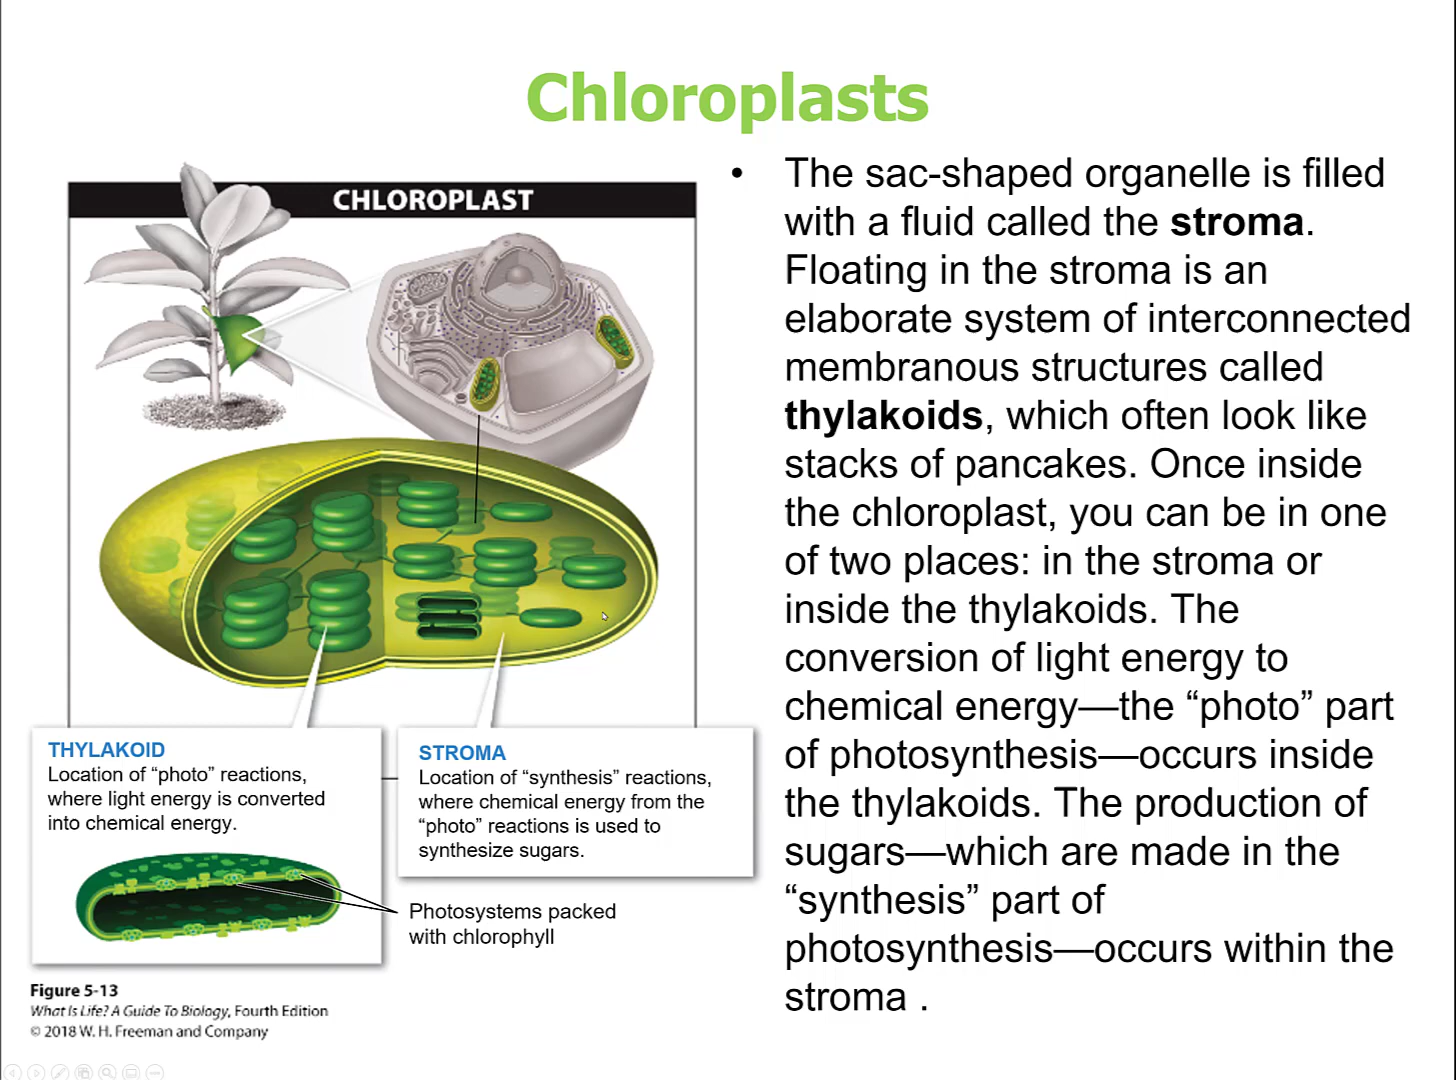 Chloroplasts
CHLOROPLAST
THYLAKOID
Location of “photo” reactions,
where light energy is converted
into chemical energy.
STROMA
Location of “synthesis” reactions,
where chemical energy from the
“photo” reactions is used to
synthesize sugars.
Photosystems packed
with chlorophyll
Figure 5-13
What Is Life? A Guide To Biology, Fourth Edition
© 2018 W. H. Freeman and Company
• The sac-shaped organelle is filled
with a fluid called the stroma.
Floating in the stroma is an
elaborate system of interconnected
membranous structures called
thylakoids, which often look like
stacks of pancakes. Once inside
the chloroplast, you can be in one
of two places: in the stroma or
inside the thylakoids. The
conversion of light energy to
chemical energy—the “photo” part
of photosynthesis—occurs inside
the thylakoids. The production of
sugars—which are made in the
“synthesis” part of
photosynthesis—occurs within the
stroma .